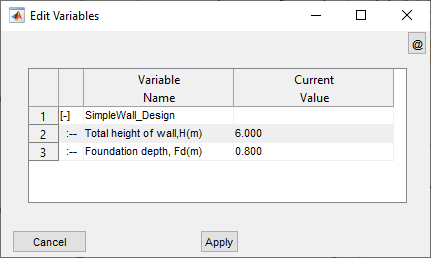 Edit Variables
@
Variable Name
Current Value
1 [-] SimpleWall_Design
2 :-- Total height of wall,H(m) 6.000
3 :-- Foundation depth, Fd(m) 0.800
Cancel
Apply